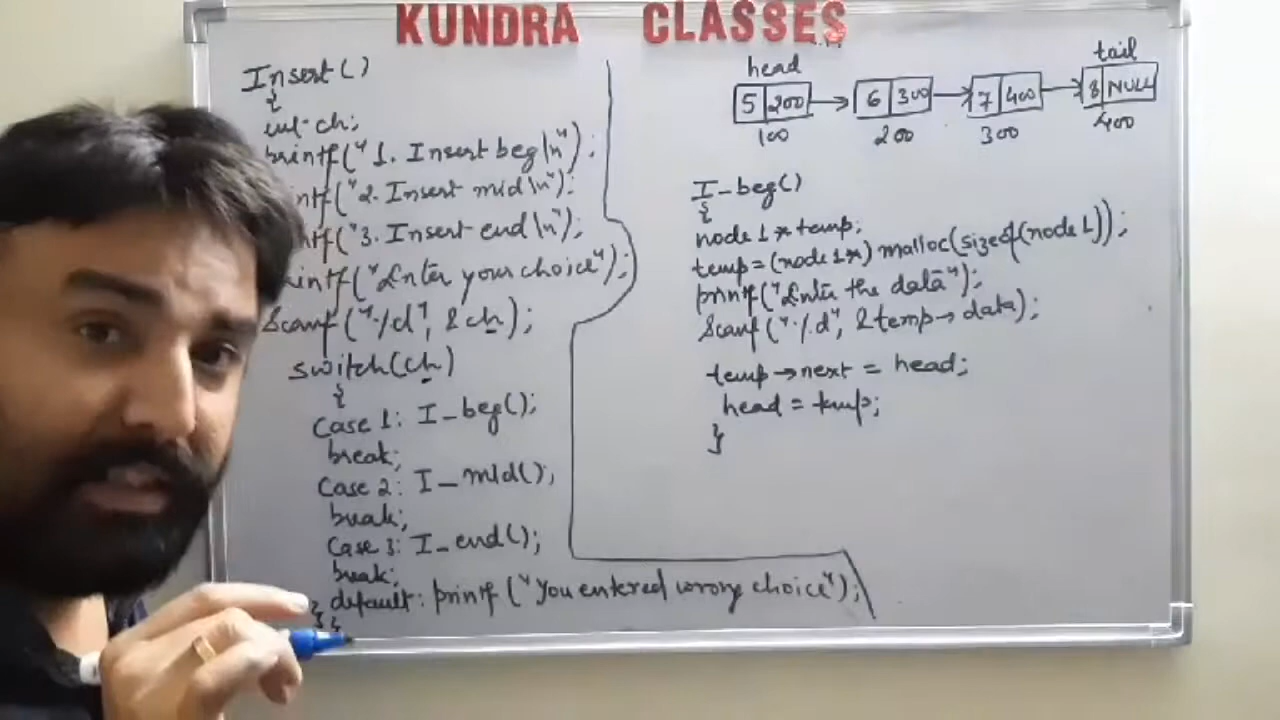 KUNDRA CLASSES
Insert()
{
int ch;
printf("1. Insert beg\n");
intf("2. Insert mid\n");
ntf("3. Insert end\n");
printf("Enter your choice");
Scanf("%d", &ch);
switch(ch)
{
Case 1: I_beg();
break;
Case 2: I_mid();
break;
Case 3: I_end();
break;
default: printf("You entered wrong choice");
}}
head
tail
5 200
6 300
7 400
8 NULL
100
200
300
400
I_beg()
{
node1 *temp;
temp=(node1*) malloc(sizeof(node1));
printf("Enter the data");
Scanf("%d", &temp→data);
temp→next = head;
head = temp;
}